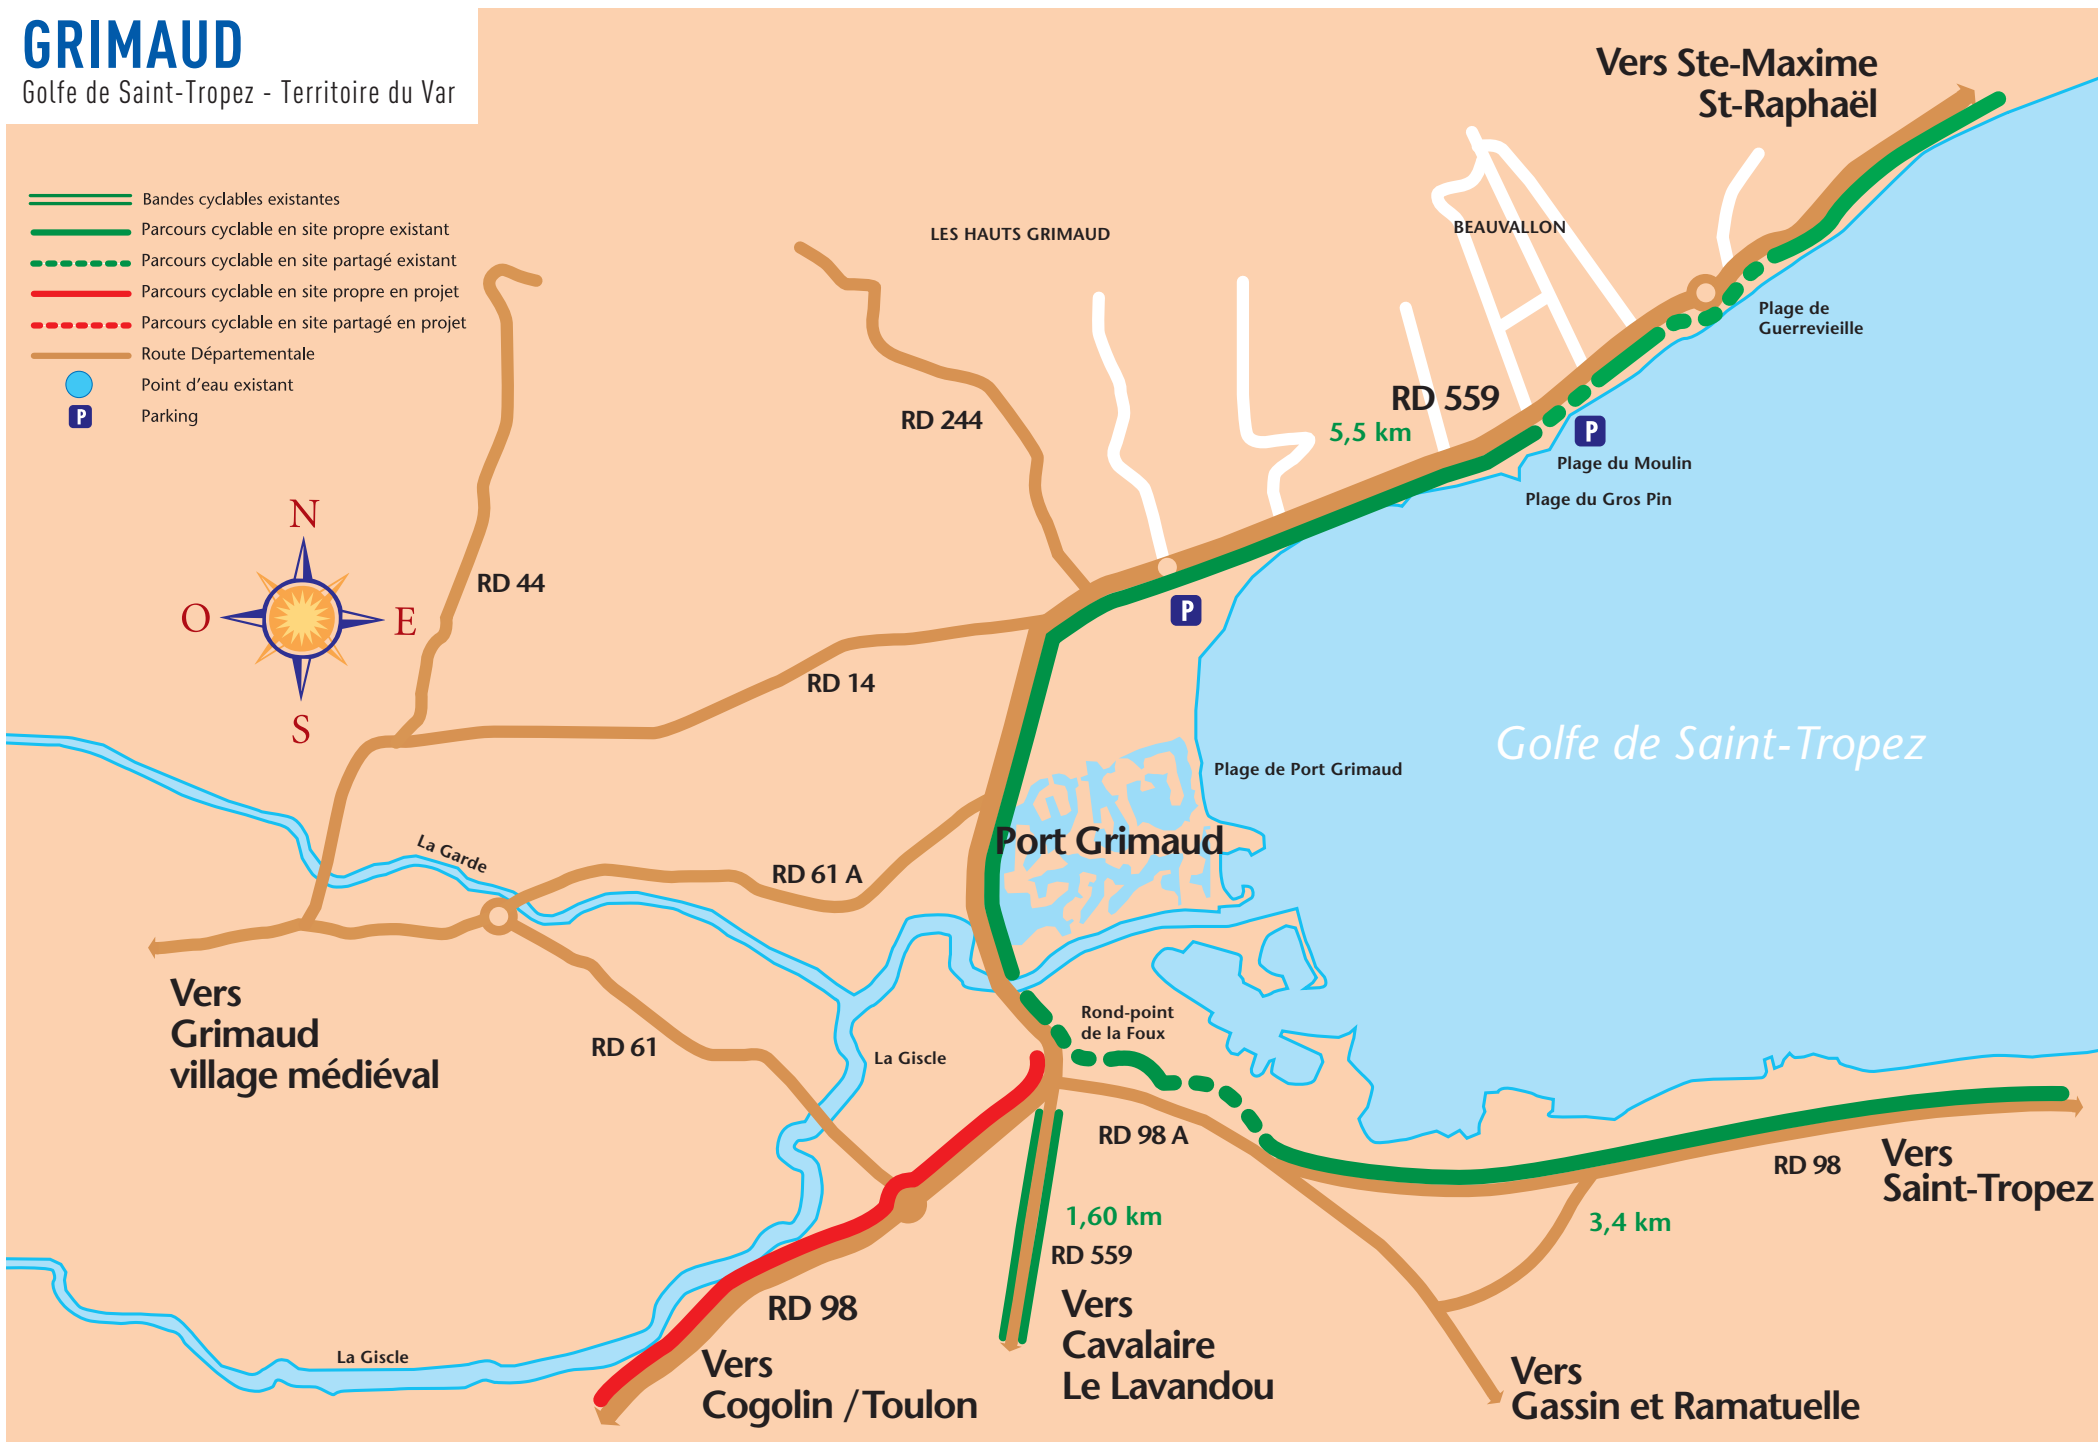 GRIMAUD
Golfe de Saint-Tropez - Territoire du Var
Bandes cyclables existantes
Parcours cyclable en site propre existant
Parcours cyclable en site partagé existant
Parcours cyclable en site propre en projet
Parcours cyclable en site partagé en projet
Route Départementale
Point d'eau existant
P
Parking
Vers Ste-Maxime
St-Raphaël
LES HAUTS GRIMAUD
BEAUVALLON
Plage de
Guerrevieille
RD 559
5,5 km
RD 244
P
Plage du Moulin
Plage du Gros Pin
N
O
E
S
RD 44
P
RD 14
Golfe de Saint-Tropez
Plage de Port Grimaud
Port Grimaud
La Garde
RD 61 A
Vers
Grimaud
village médiéval
RD 61
La Giscle
Rond-point
de la Foux
RD 98 A
RD 98
Vers
Saint-Tropez
1,60 km
3,4 km
RD 559
RD 98
Vers
Cavalaire
Le Lavandou
La Giscle
Vers
Cogolin / Toulon
Vers
Gassin et Ramatuelle